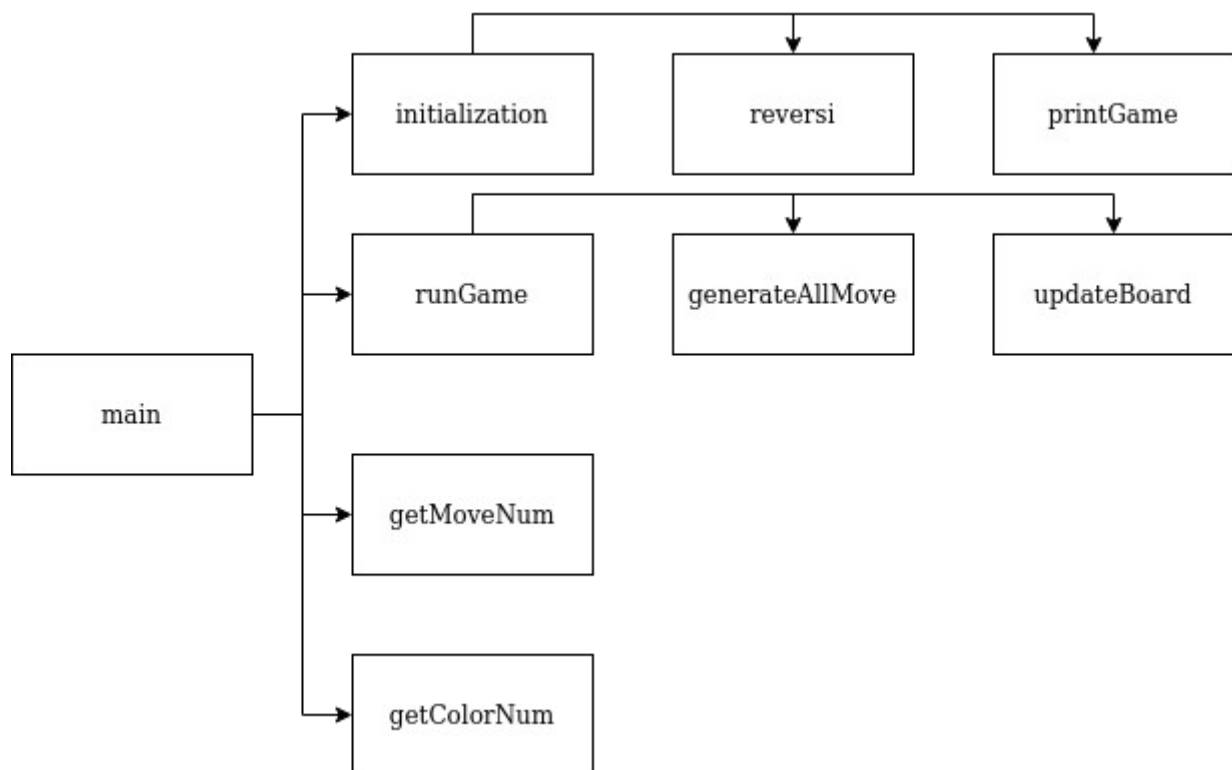 initialization
reversi
printGame
runGame
generateAllMove
updateBoard
main
getMoveNum
getColorNum